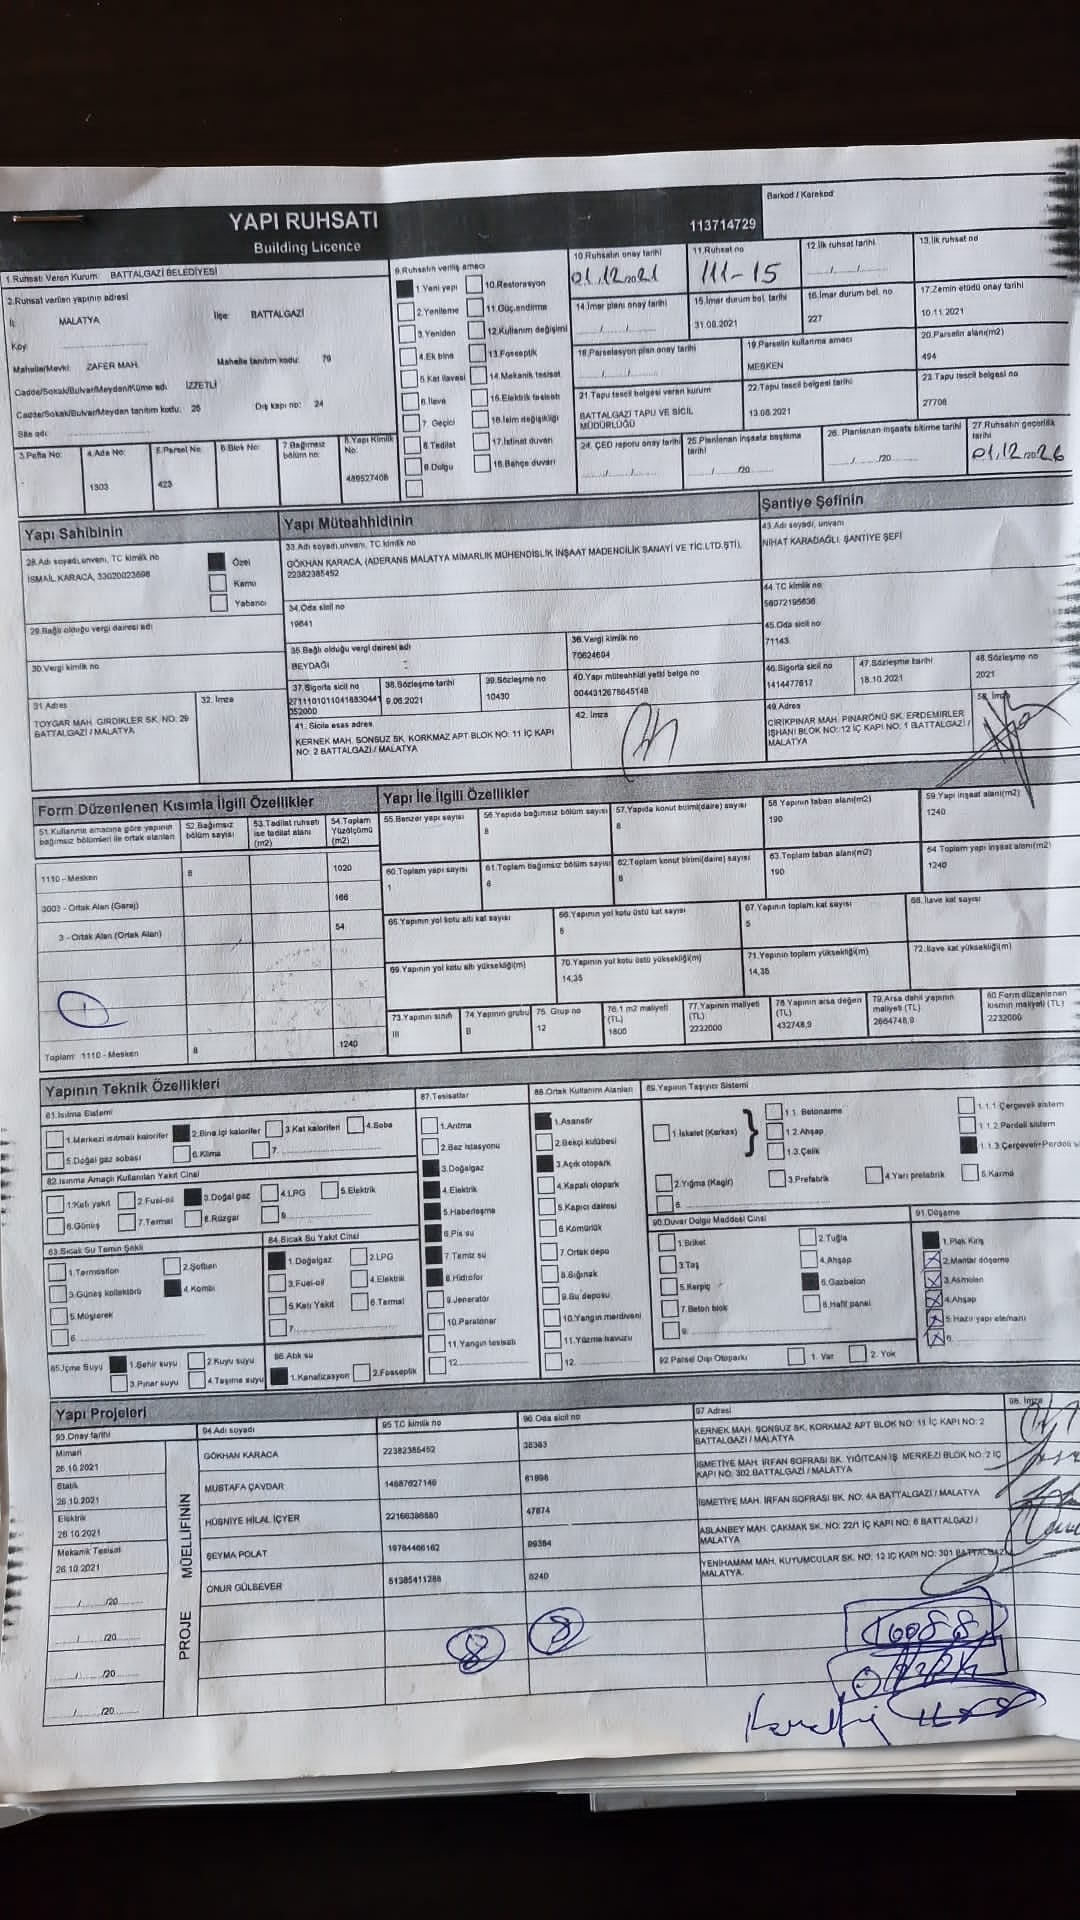 Barkod / Karekod
YAPI RUHSATI
113714729
Building Licence
1.Ruhsatı Veren Kurum: BATTALGAZİ BELEDİYESİ
2.Ruhsat verilen yapının adresi
İl: MALATYA
İlçe: BATTALGAZİ
Köy:
Mahalle/Mevki: ZAFER MAH.
Mahalle tanıtım kodu: 79
Cadde/Sokak/Bulvar/Meydan/Küme adı: İZZETLİ
Cadde/Sokak/Bulvar/Meydan tanıtım kodu: 25
Dış kapı no: 24
Site adı:
3.Pafta No:
4.Ada No: 1303
5.Parsel No: 423
6.Blok No:
7.Bağımsız bölüm no:
8.Yapı Kimlik No: 489527408
9.Ruhsatın veriliş amacı
1.Yeni yapı
2.Yenileme
3.Yeniden
4.Ek bina
5.Kat ilavesi
6.İlave
7.Geçici
8.Tadilat
9.Dolgu
10.Restorasyon
11.Güçlendirme
12.Kullanım değişimi
13.Fosseptik
14.Mekanik tesisat
15.Elektrik tesisatı
16.İsim değişikliği
17.İstinat duvarı
18.Bahçe duvarı
10.Ruhsatın onay tarihi
01.12.2021
11.Ruhsat no
111-15
12.İlk ruhsat tarihi
13.İlk ruhsat no
14.İmar planı onay tarihi
15.İmar durum bel. tarihi
31.08.2021
16.İmar durum bel. no
227
17.Zemin etüdü onay tarihi
10.11.2021
18.Parselasyon plan onay tarihi
19.Parselin kullanma amacı
MESKEN
20.Parselin alanı(m2)
494
21.Tapu tescil belgesi veren kurum
BATTALGAZİ TAPU VE SİCİL MÜDÜRLÜĞÜ
22.Tapu tescil belgesi tarihi
13.08.2021
23.Tapu tescil belgesi no
27708
24. ÇED raporu onay tarihi
25.Planlanan inşaata başlama tarihi
26. Planlanan inşaata bitirme tarihi
27.Ruhsatın geçerlilik tarihi
01.12.2026
Yapı Sahibinin
28.Adı soyadı,unvanı, TC kimlik no
İSMAİL KARACA, 33020023698
Özel
Kamu
Yabancı
29.Bağlı olduğu vergi dairesi adı
30.Vergi kimlik no
31.Adres
TOYGAR MAH. GIRDIKLER SK. NO: 29
BATTALGAZİ / MALATYA
32. İmza
Yapı Müteahhidinin
33.Adı soyadı,unvanı, TC kimlik no
GÖKHAN KARACA, (ADERANS MALATYA MİMARLIK MÜHENDİSLİK İNŞAAT MADENCİLİK SANAYİ VE TİC.LTD.ŞTİ),
22382385452
34.Oda sicil no
19641
35.Bağlı olduğu vergi dairesi adı
BEYDAĞI
36.Vergi kimlik no
70624694
37.Sigorta sicil no
38.Sözleşme tarihi
9.06.2021
39.Sözleşme no
10430
40.Yapı müteahhidi yetki belge no
0044312678645148
41. Sicile esas adres
KERNEK MAH. SONSUZ SK. KORKMAZ APT BLOK NO: 11 İÇ KAPI
NO: 2 BATTALGAZİ / MALATYA
42. İmza
Şantiye Şefinin
43.Adı soyadı, unvanı
NİHAT KARADAĞLI, ŞANTİYE ŞEFİ
44 TC kimlik no
56072195636
45.Oda sicil no
71143
46.Sigorta sicil no
1414477617
47.Sözleşme tarihi
18.10.2021
48.Sözleşme no
2021
49.Adres
ÇIRIKPINAR MAH. PINARÖNÜ SK. ERDEMİRLER
İŞHANI BLOK NO: 12 İÇ KAPI NO: 1 BATTALGAZİ /
MALATYA
Form Düzenlenen Kısımla İlgili Özellikler
51.Kullanma amacına göre yapının bağımsız bölümleri ile ortak alanları
52.Bağımsız bölüm sayısı
53.Tadilat ruhsatı ise tadilat alanı (m2)
54.Toplam Yüzölçümü (m2)
1110 - Mesken 8 1020
3003 - Ortak Alan (Garaj) 166
3 - Ortak Alan (Ortak Alan) 54
1
Toplam: 1110 - Mesken 8 1240
Yapı İle İlgili Özellikler
55.Benzer yapı sayısı
56.Yapıda bağımsız bölüm sayısı
8
57.Yapıda konut birimi(daire) sayısı
8
58 Yapının taban alanı(m2)
190
59.Yapı inşaat alanı(m2)
1240
60.Toplam yapı sayısı
1
61.Toplam bağımsız bölüm sayısı
8
62.Toplam konut birimi(daire) sayısı
8
63.Toplam taban alanı(m2)
190
64 Toplam yapı inşaat alanı(m2)
1240
65.Yapının yol kotu altı kat sayısı
66.Yapının yol kotu üstü kat sayısı
5
67.Yapının toplam kat sayısı
5
68. İlave kat sayısı
69.Yapının yol kotu altı yüksekliği(m)
70.Yapının yol kotu üstü yüksekliği(m)
14,35
71.Yapının toplam yüksekliği(m)
14,35
72.İlave kat yüksekliği(m)
73.Yapının sınıfı
III
74.Yapının grubu
B
75. Grup no
12
76.1 m2 maliyeti (TL)
1800
77.Yapının maliyeti (TL)
2232000
78 Yapının arsa değeri (TL)
432748,9
79.Arsa dahil yapının maliyeti (TL)
2664748,9
80.Form düzenlenen kısmın maliyeti (TL)
2232000
Yapının Teknik Özellikleri
81.Isıtma Sistemi
1.Merkezi ısıtmalı kalorifer
2.Bina içi kalorifer
3.Kat kaloriferi
4.Soba
5.Doğal gaz sobası
6.Klima
7.
82.Isınma Amaçlı Kullanılan Yakıt Cinsi
1.Katı yakıt
2.Fuel-oil
3.Doğal gaz
4.LPG
5.Elektrik
6.Güneş
7.Termal
8.Rüzgar
9.
83.Sıcak Su Temin Şekli
1.Termosifon
2.Şofben
3.Güneş kollektörü
4.Kombi
5.Müşterek
6.
84.Sıcak Su Yakıt Cinsi
1.Doğalgaz
2.LPG
3.Fuel-oil
4.Elektrik
5.Katı Yakıt
6.Termal
7.
85.İçme Suyu
1.Şehir suyu
2.Kuyu suyu
3.Pınar suyu
4.Taşıma suyu
86.Atık su
1.Kanalizasyon
2.Fosseptik
87.Tesisatlar
1.Arıtma
2.Baz istasyonu
3.Doğalgaz
4.Elektrik
5.Haberleşme
6.Pis su
7.Temiz su
8.Hidrofor
9.Jeneratör
10.Paratoner
11.Yangın tesisatı
12.
88.Ortak Kullanım Alanları
1.Asansör
2.Bekçi kulübesi
3.Açık otopark
4.Kapalı otopark
5.Kapıcı dairesi
6.Kömürlük
7.Ortak depo
8.Sığınak
9.Su deposu
10.Yangın merdiveni
11.Yüzme havuzu
12.
89.Yapının Taşıyıcı Sistemi
1.İskelet (Karkas)
1.1. Betonarme
1.2.Ahşap
1.3.Çelik
1.1.1.Çerçeveli sistem
1.1.2.Perdeli sistem
1.1.3.Çerçeveli+Perdeli s
2.Yığma (Kagir)
3.Prefabrik
4.Yarı prefabrik
5.Karma
6.
90.Duvar Dolgu Maddesi Cinsi
1.Briket
2.Tuğla
3.Taş
4.Ahşap
5.Kerpiç
6.Gazbeton
7.Beton blok
8.Hafif panel
9.
91.Döşeme
1.Plak Kiriş
2.Mantar döşeme
3.Asmolen
4.Ahşap
5.Hazır yapı elemanı
6.
92 Parsel Dışı Otoparkı
1. Var
2. Yok
Yapı Projeleri
93.Onay tarihi
94.Adı soyadı
95 TC kimlik no
96. Oda sicil no
97 Adresi
98. İmza
PROJE MÜELLİFİNİN
Mimari
26.10.2021
GÖKHAN KARACA
22382385452
38383
KERNEK MAH. SONSUZ SK. KORKMAZ APT BLOK NO: 11 İÇ KAPI NO: 2
BATTALGAZİ / MALATYA
Statik
26.10.2021
MUSTAFA ÇAVDAR
14687627146
61898
İSMETİYE MAH. İRFAN SOFRASI SK. YİĞİTCAN İŞ MERKEZİ BLOK NO: 2 İÇ
KAPI NO: 302 BATTALGAZİ / MALATYA
Elektrik
26.10.2021
HÜSNİYE HİLAL İÇYER
22166386880
47874
İSMETİYE MAH. İRFAN SOFRASI SK. NO: 4A BATTALGAZİ / MALATYA
Mekanik Tesisat
26.10.2021
ŞEYMA POLAT
19784466162
99384
ASLANBEY MAH. ÇAKMAK SK. NO: 22/1 İÇ KAPI NO: 6 BATTALGAZİ /
MALATYA
ONUR GÜLSEVER
51385411288
8240
YENİHAMAM MAH. KUYUMCULAR SK. NO: 12 İÇ KAPI NO: 301 BATTALGAZİ
MALATYA.
8